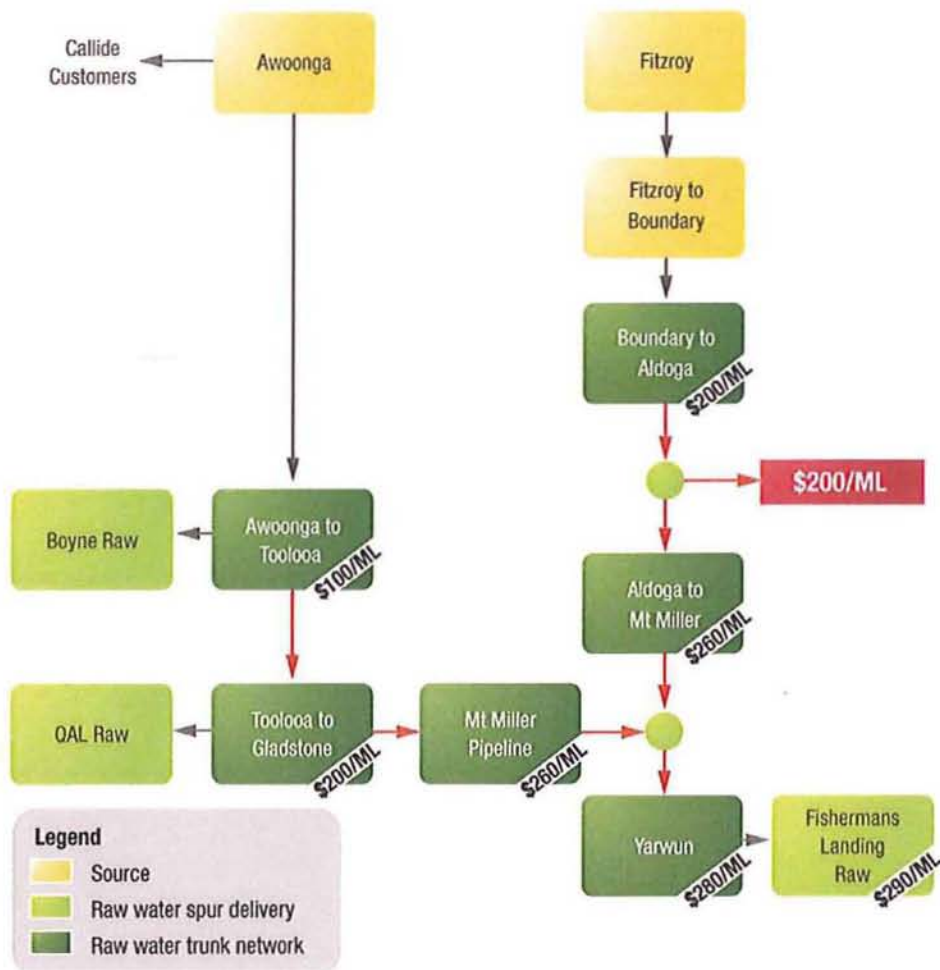 Callide
Customers
Awoonga
Fitzroy
Fitzroy to
Boundary
Boundary to
Aldoga
$200/ML
$200/ML
Boyne Raw
Awoonga to
Toolooa
$100/ML
Aldoga to
Mt Miller
$260/ML
QAL Raw
Toolooa to
Gladstone
$200/ML
Mt Miller
Pipeline
$260/ML
Yarwun
$280/ML
Fishermans
Landing
Raw
$290/ML
Legend
Source
Raw water spur delivery
Raw water trunk network